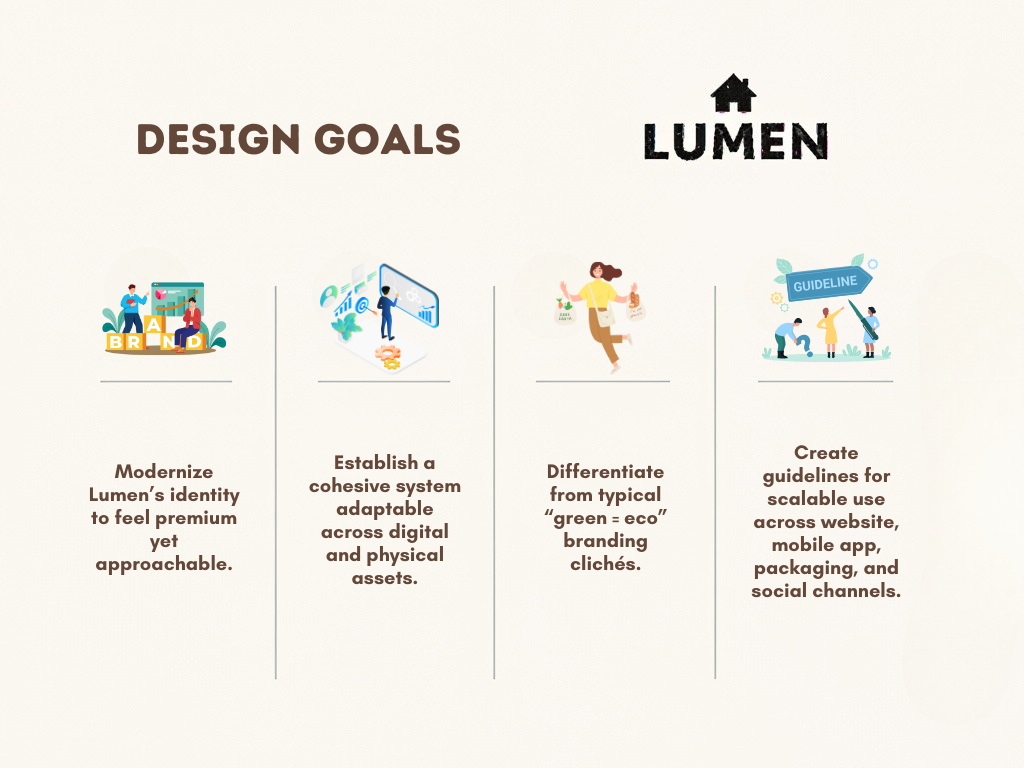 DESIGN GOALS
LUMEN
BRAND
GUIDELINE
Modernize
Lumen’s identity
to feel premium
yet
approachable.
Establish a
cohesive system
adaptable
across digital
and physical
assets.
Differentiate
from typical
“green = eco”
branding
clichés.
Create
guidelines for
scalable use
across website,
mobile app,
packaging, and
social channels.